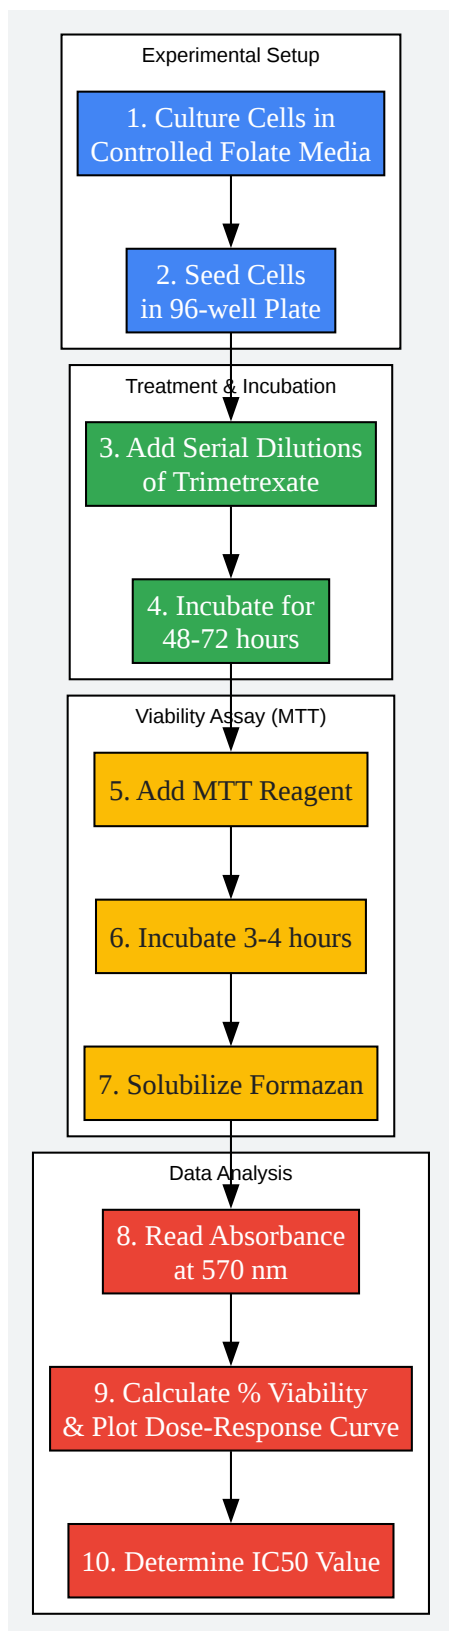 Experimental Setup
1. Culture Cells in
Controlled Folate Media
2. Seed Cells
in 96-well Plate
Treatment & Incubation
3. Add Serial Dilutions
of Trimetrexate
4. Incubate for
48-72 hours
Viability Assay (MTT)
5. Add MTT Reagent
6. Incubate 3-4 hours
7. Solubilize Formazan
Data Analysis
8. Read Absorbance
at 570 nm
9. Calculate % Viability
& Plot Dose-Response Curve
10. Determine IC50 Value